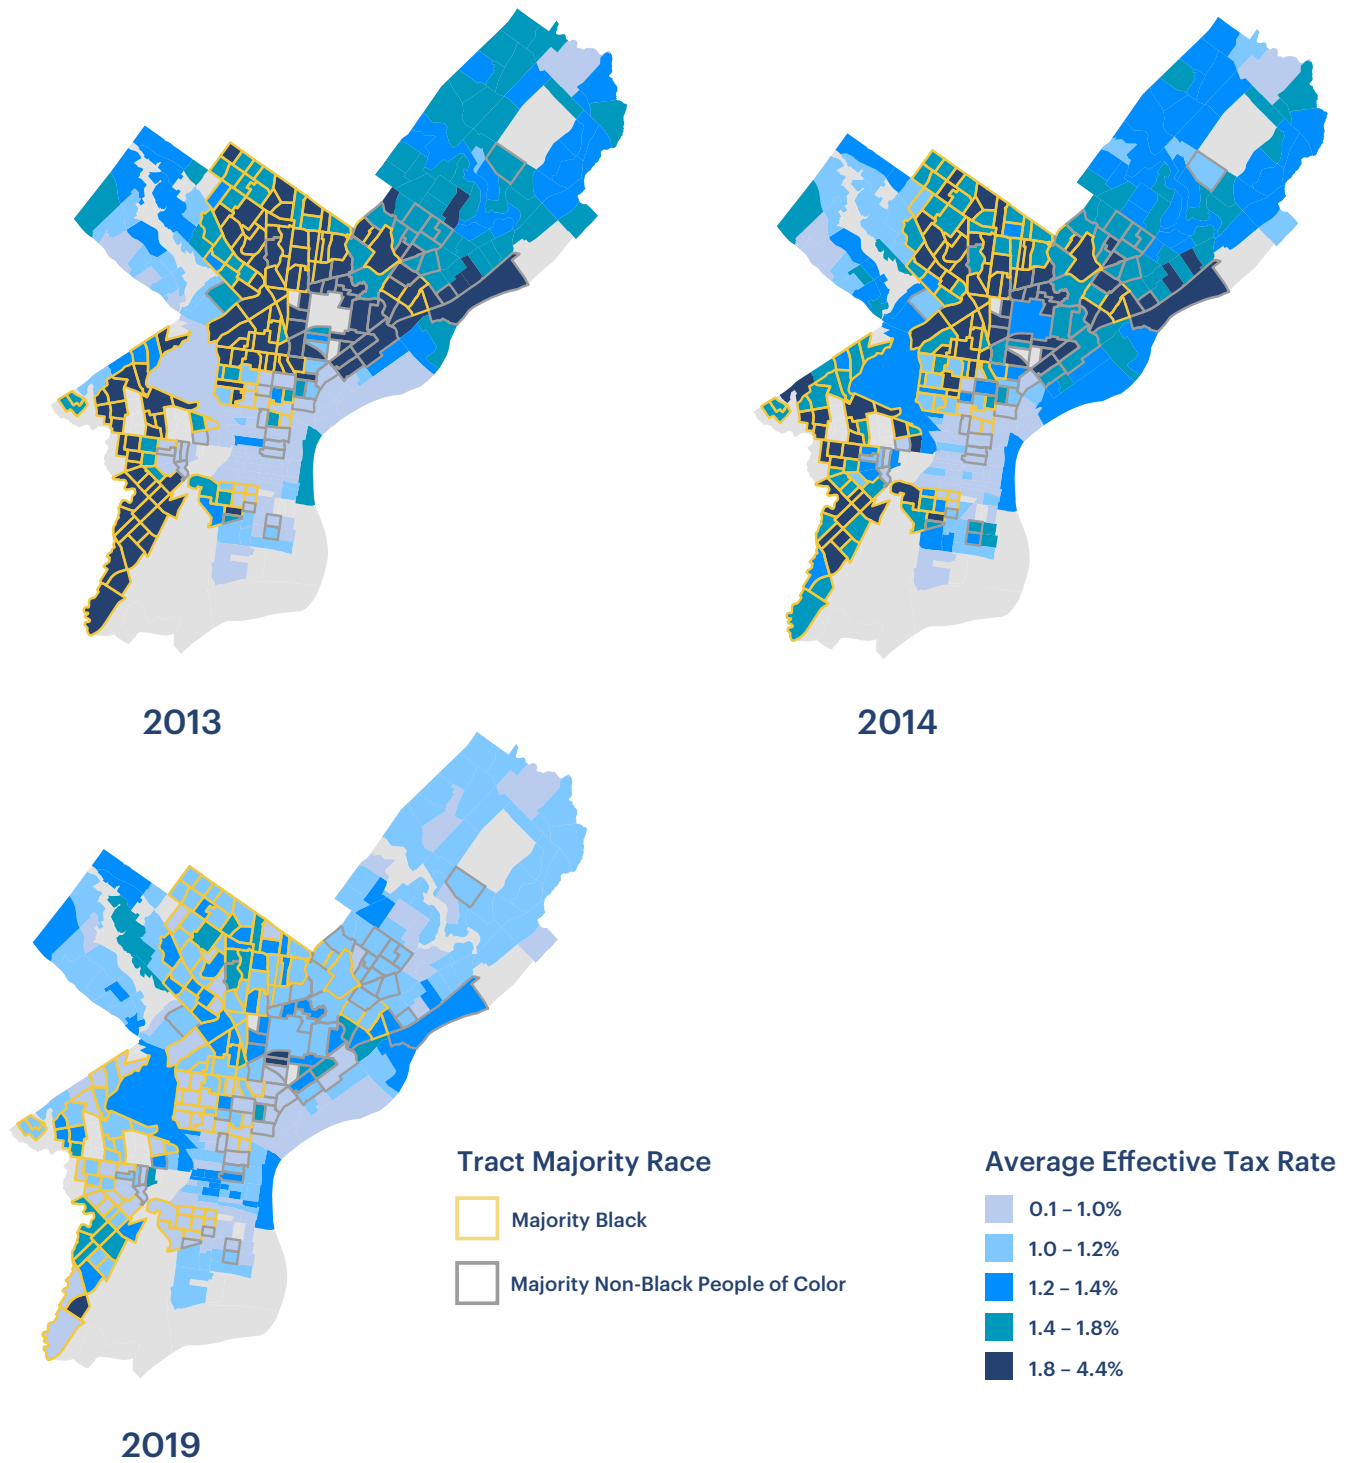 2013
2014
2019
Tract Majority Race
Majority Black
Majority Non-Black People of Color
Average Effective Tax Rate
0.1 – 1.0%
1.0 – 1.2%
1.2 – 1.4%
1.4 – 1.8%
1.8 – 4.4%